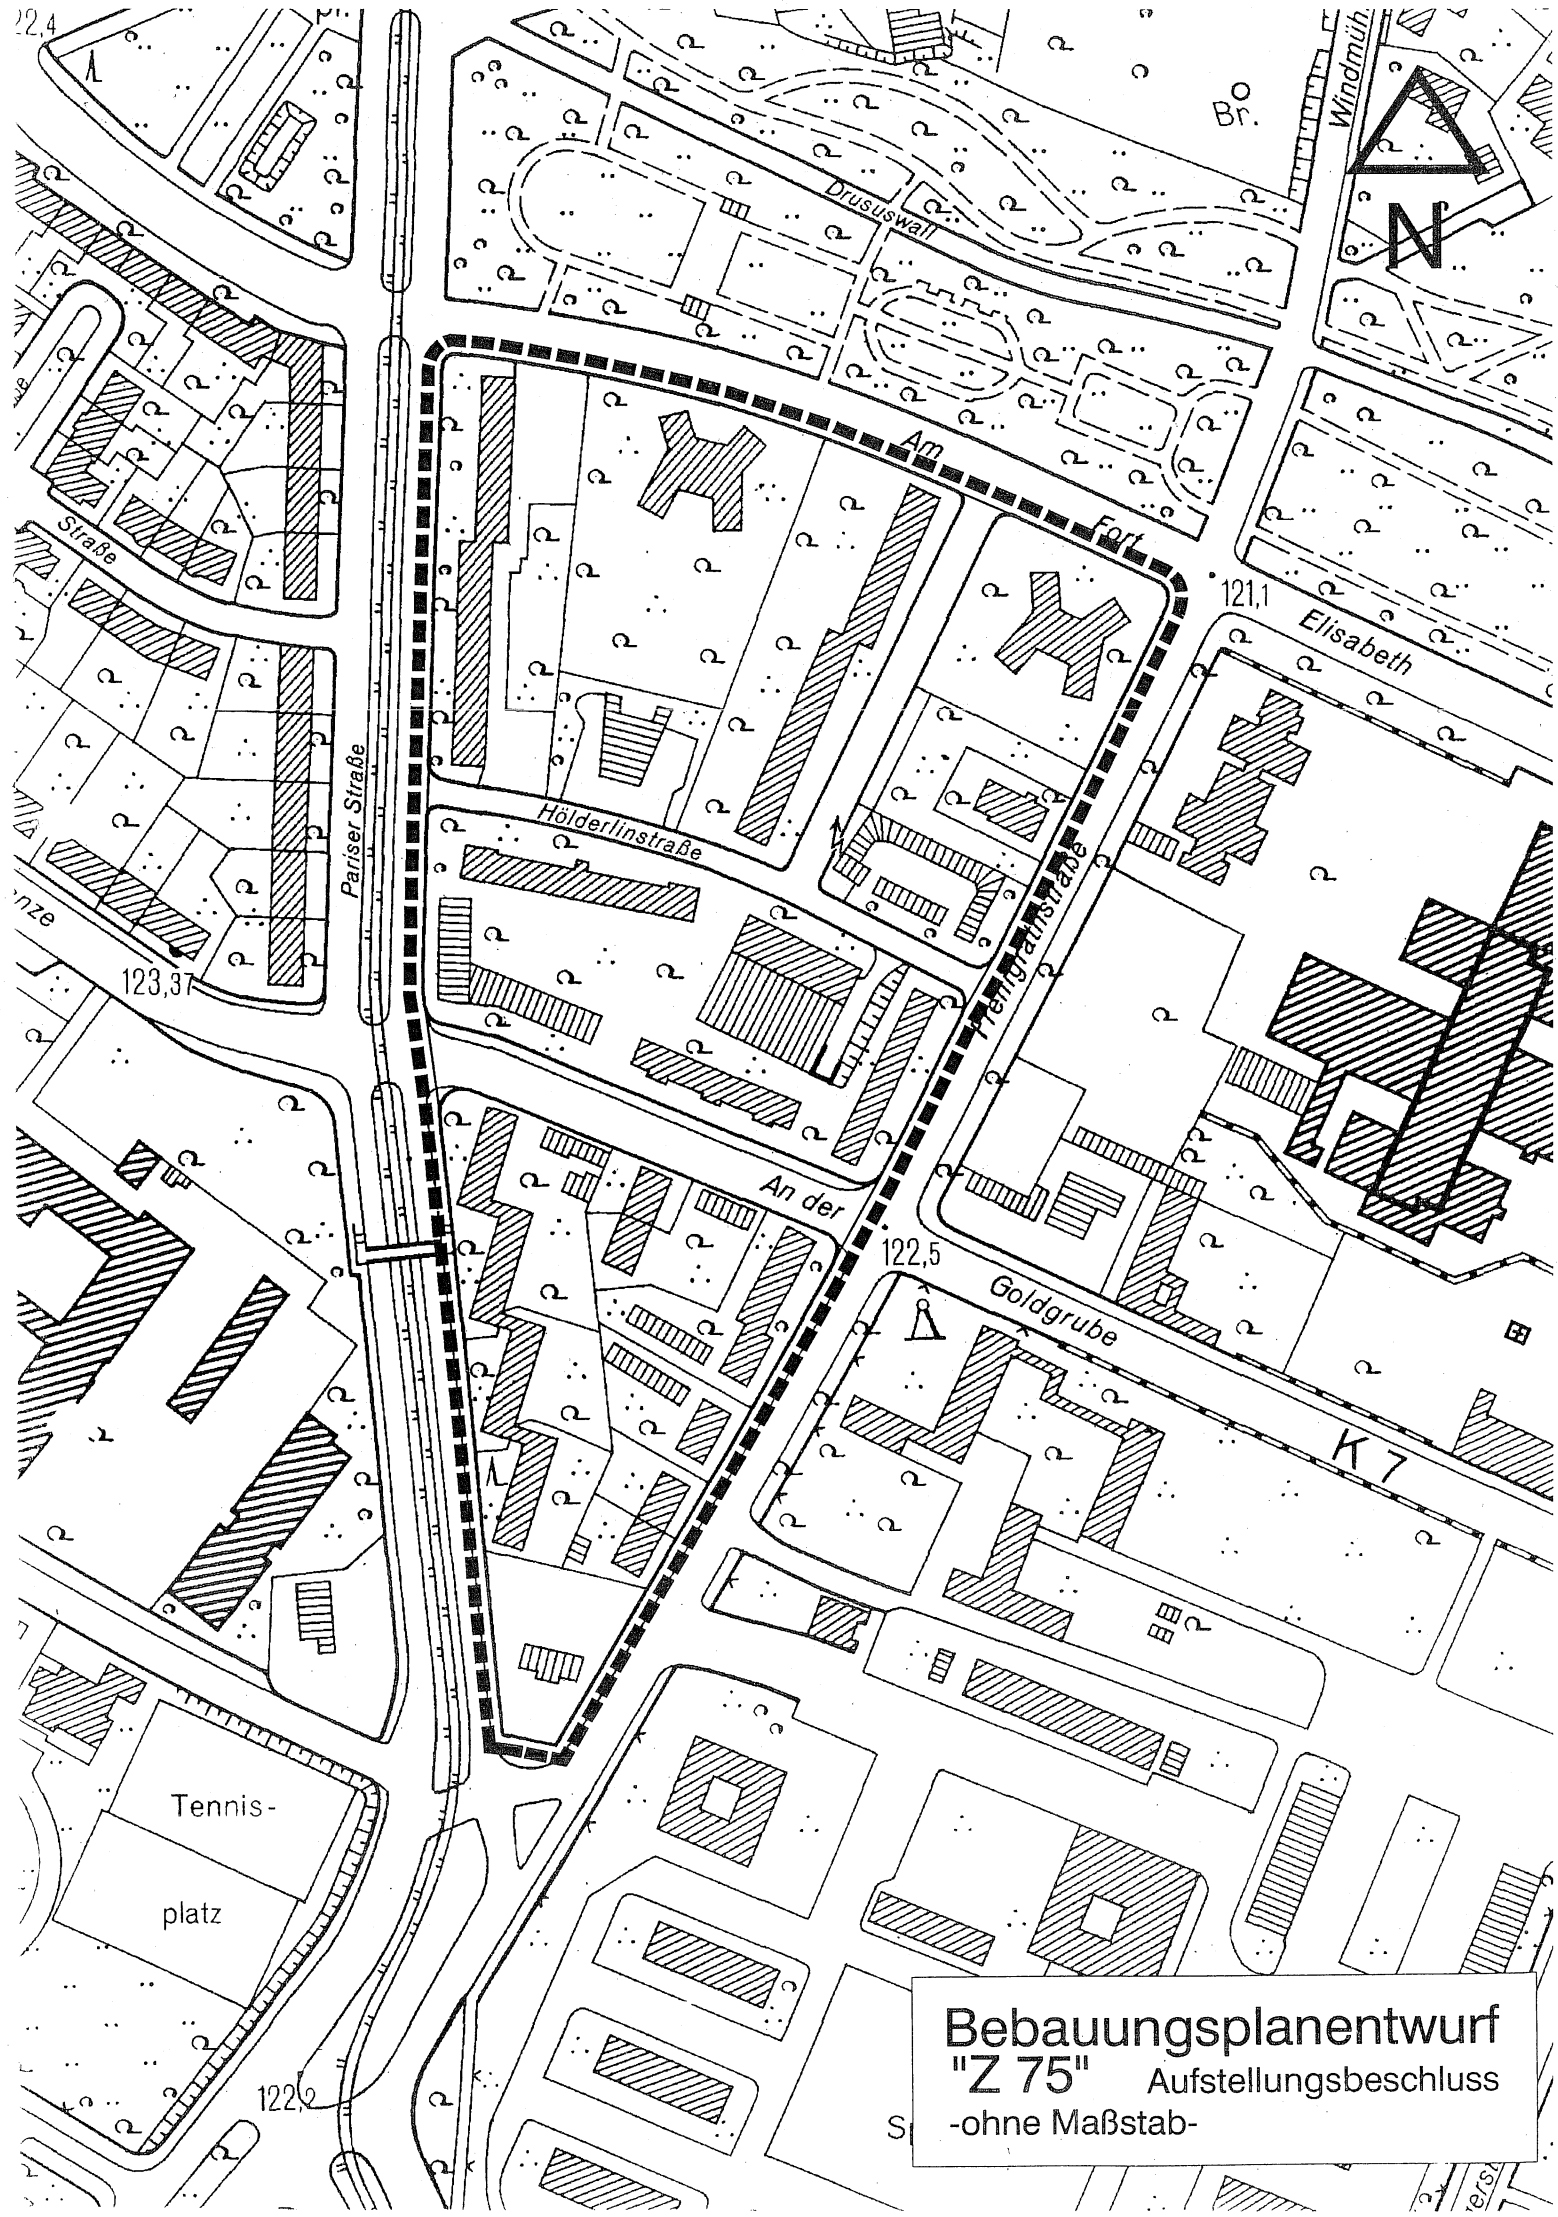 22,4
Br.
Windmüh
N
Drususwall
Am Fort
Elisabeth
121,1
Straße
Pariser Straße
Hölderlinstraße
Freiligrathstraße
nze
123,37
An der
Goldgrube
122,5
K 7
Tennis-
platz
122,2
Bebauungsplanentwurf
"Z 75" Aufstellungsbeschluss
-ohne Maßstab-